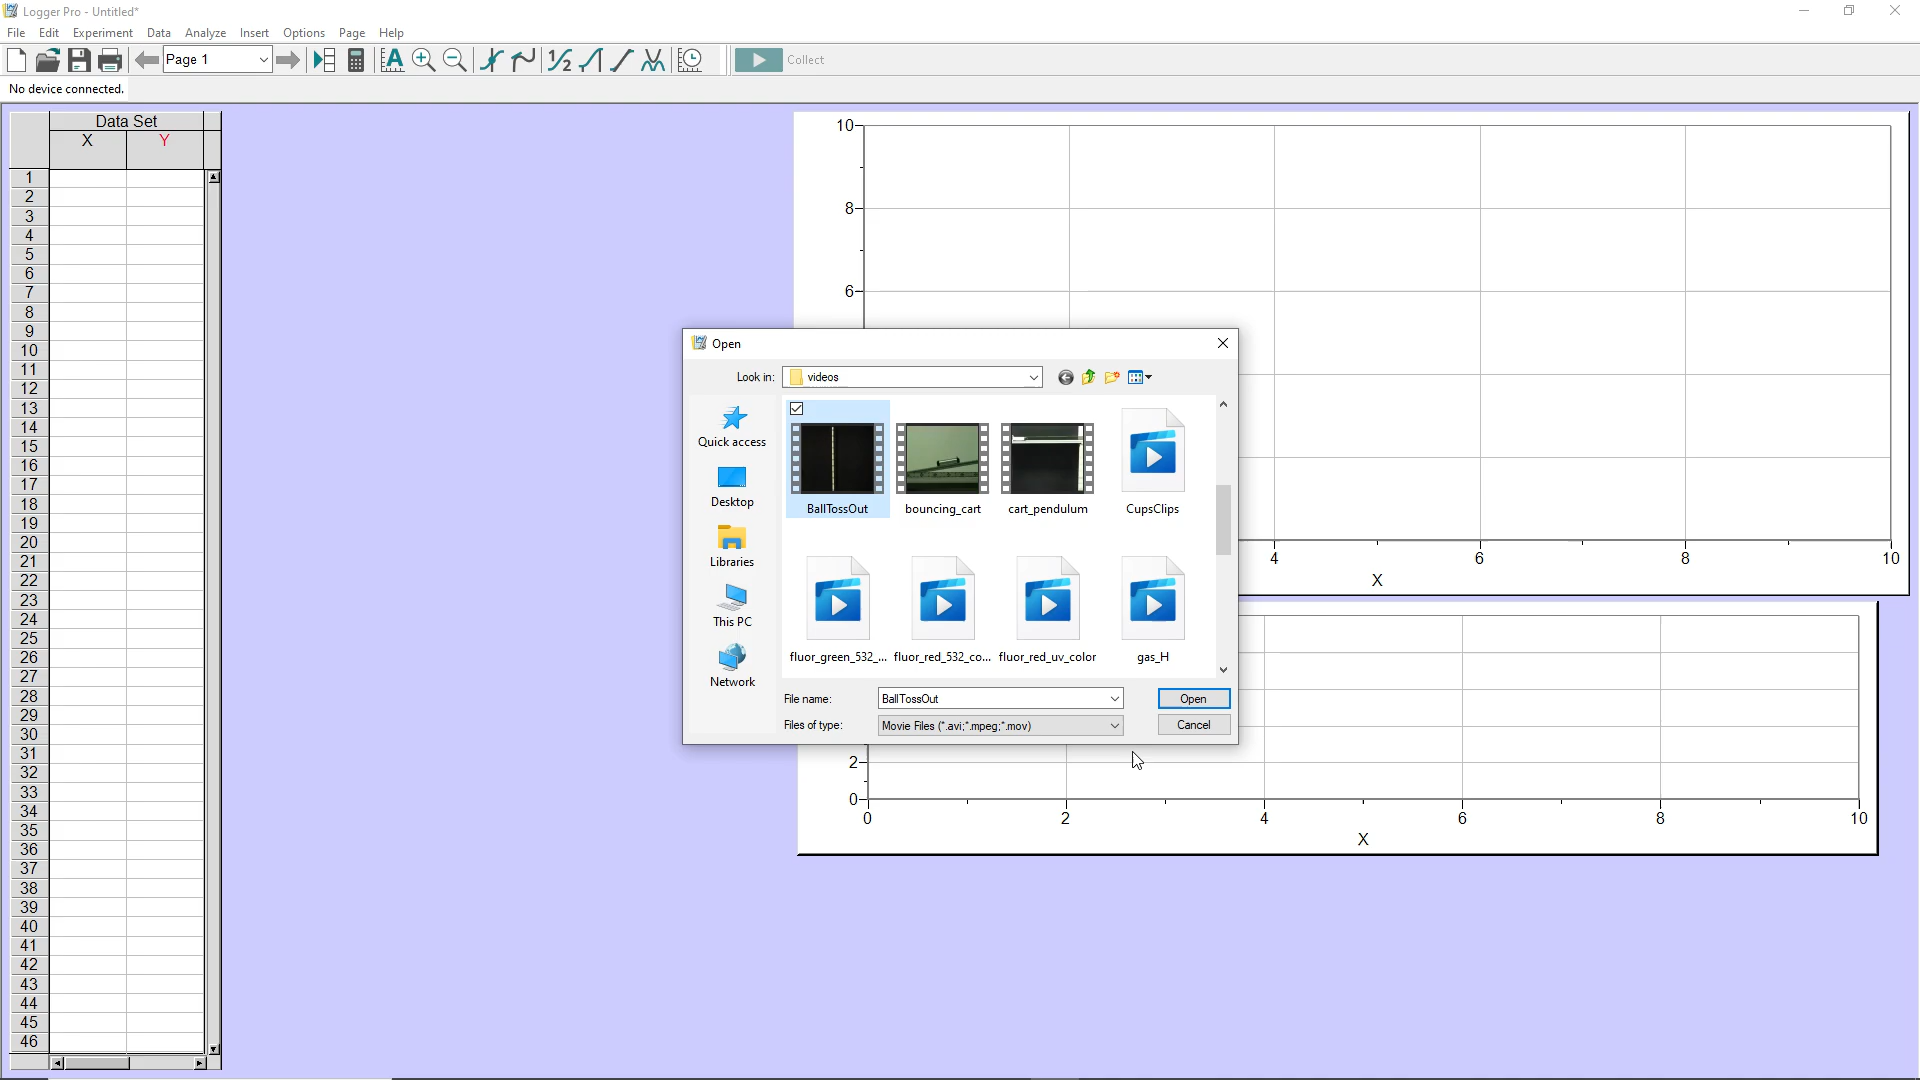 Logger Pro - Untitled*
File Edit Experiment Data Analyze Insert Options Page Help
Page 1
Collect
No device connected.
Data Set
X Y
1
2
3
4
5
6
7
8
9
10
11
12
13
14
15
16
17
18
19
20
21
22
23
24
25
26
27
28
29
30
31
32
33
34
35
36
37
38
39
40
41
42
43
44
45
46
10
8
6
4 6 8 10
X
Open
Look in: videos
Quick access
Desktop
Libraries
This PC
Network
BallTossOut bouncing_cart cart_pendulum CupsClips
fluor_green_532_... fluor_red_532_co... fluor_red_uv_color gas_H
File name: BallTossOut Open
Files of type: Movie Files (*.avi;*.mpeg;*.mov) Cancel
2
0
0 2 4 6 8 10
X